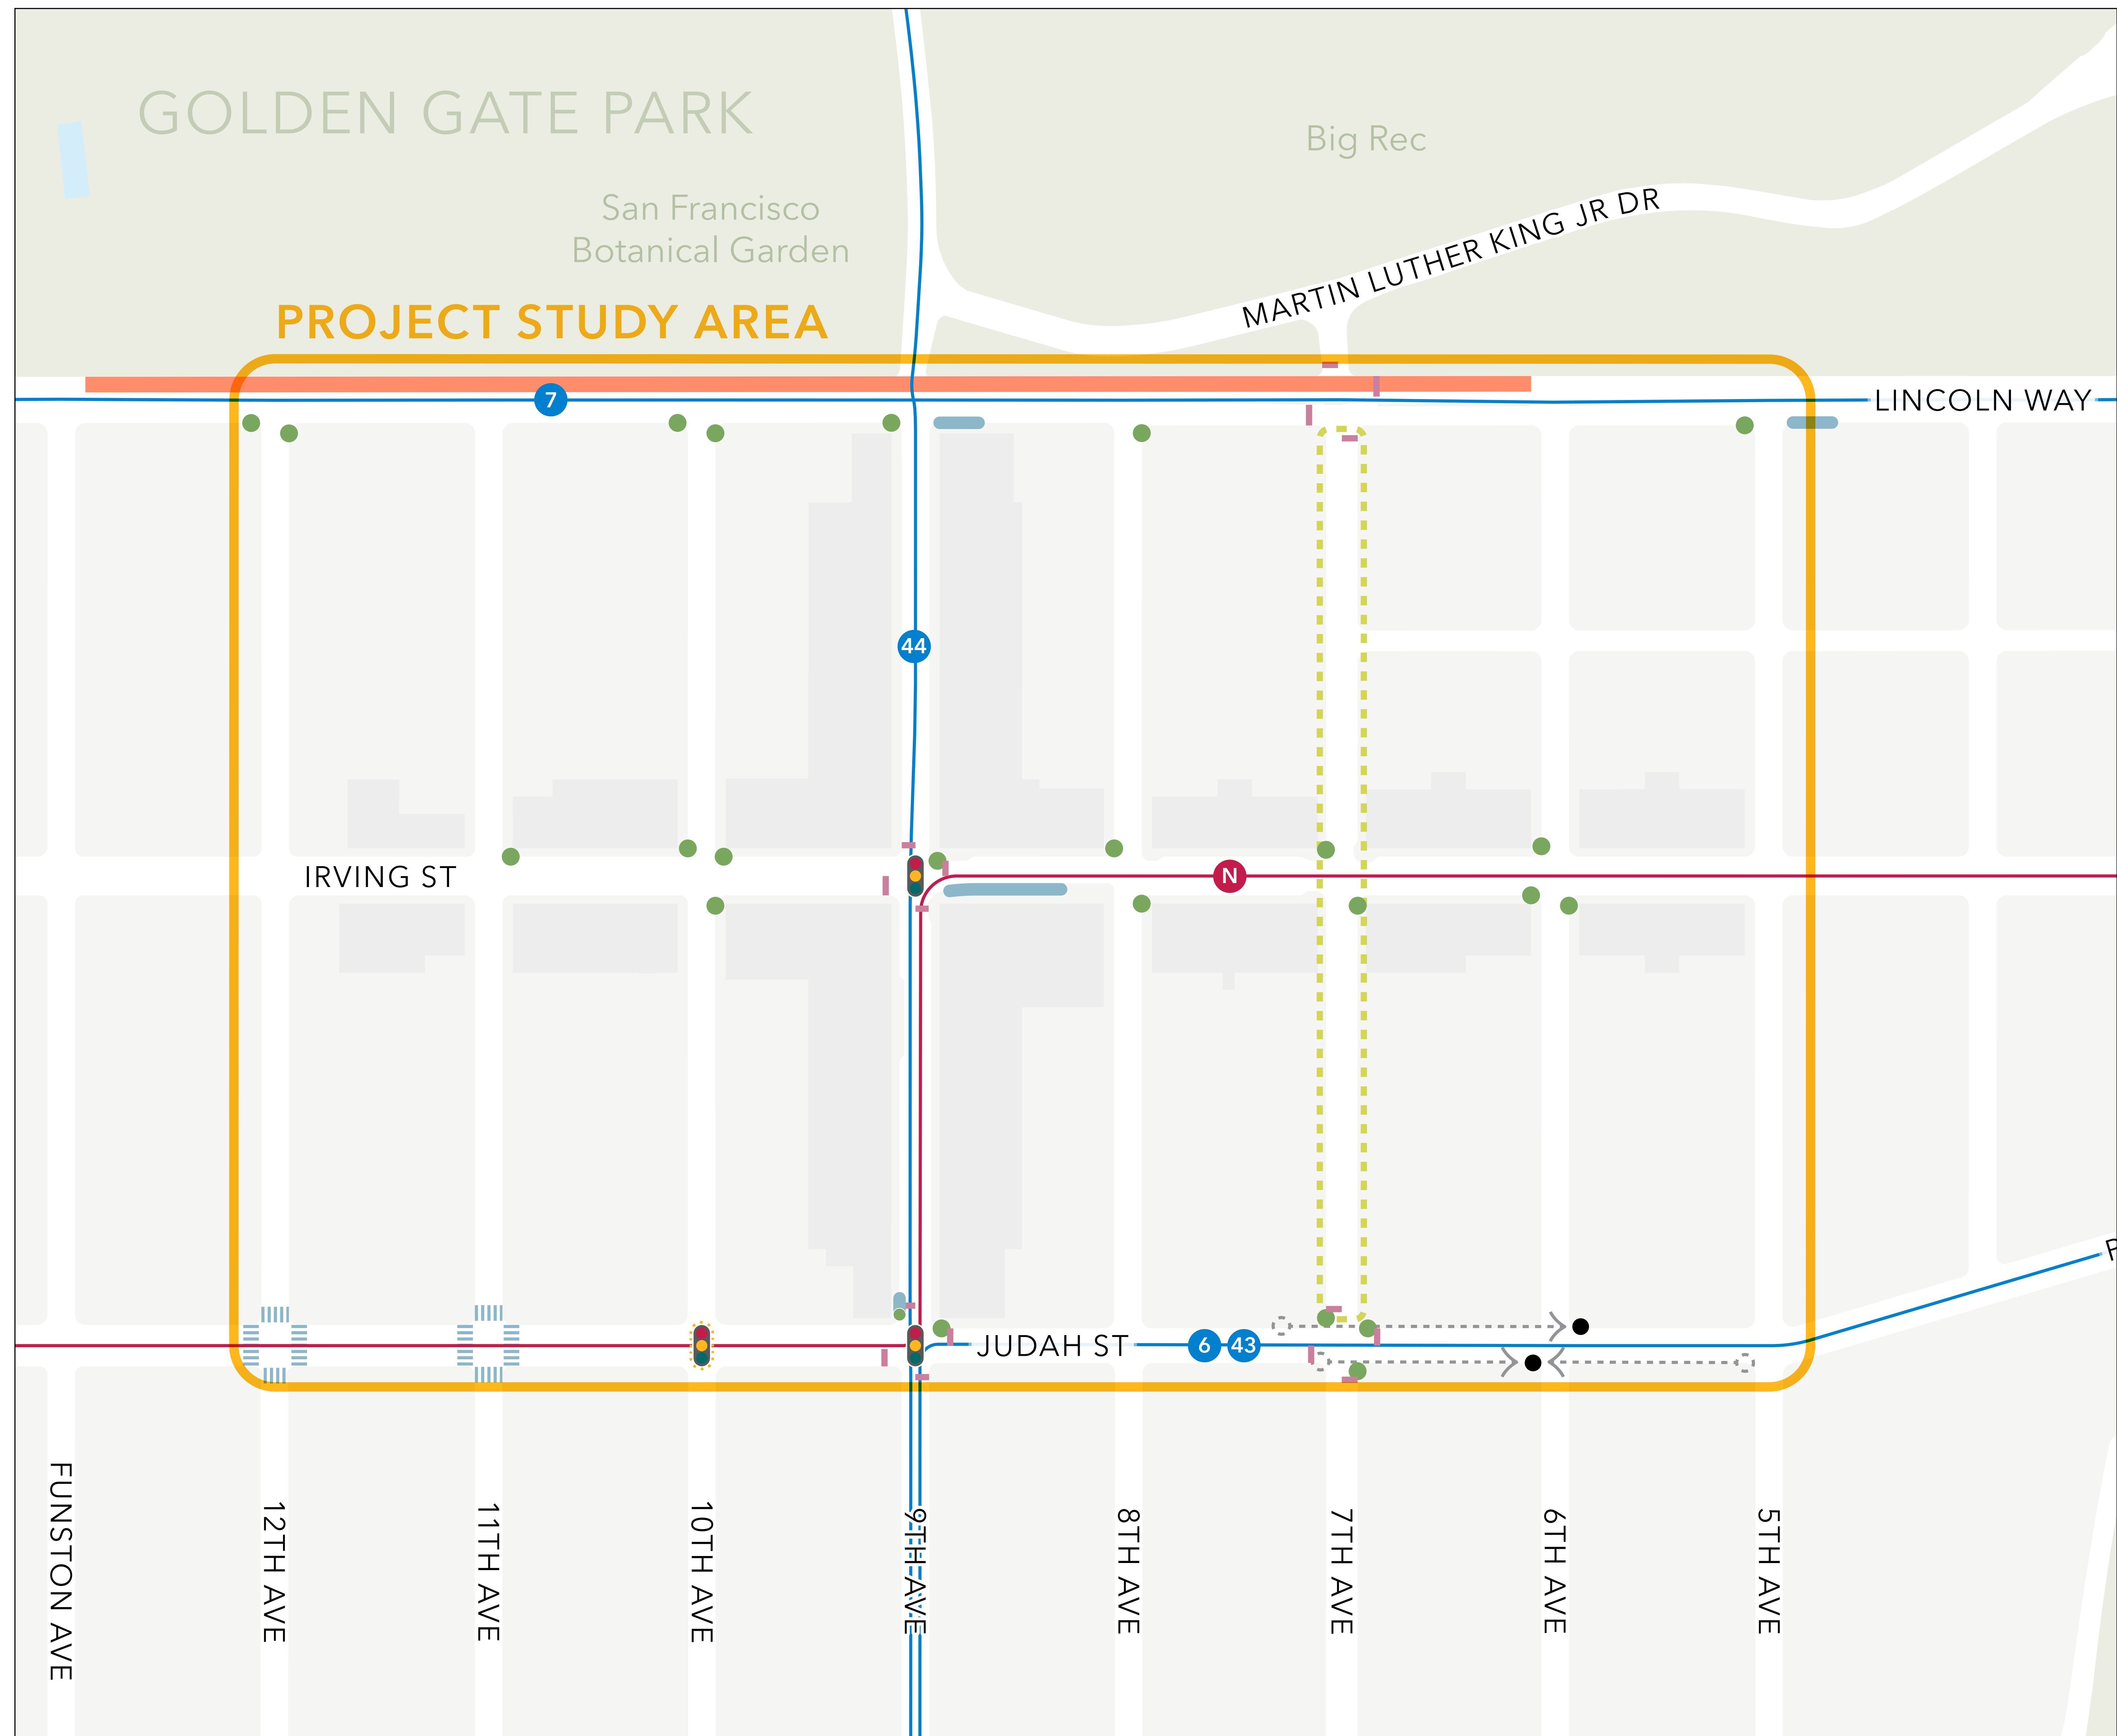 GOLDEN GATE PARK
Big Rec
San Francisco
Botanical Garden
MARTIN LUTHER KING JR DR
PROJECT STUDY AREA
7
LINCOLN WAY
44
IRVING ST
N
JUDAH ST
6
43
FUNSTON AVE
12TH AVE
11TH AVE
10TH AVE
9TH AVE
8TH AVE
7TH AVE
6TH AVE
5TH AVE